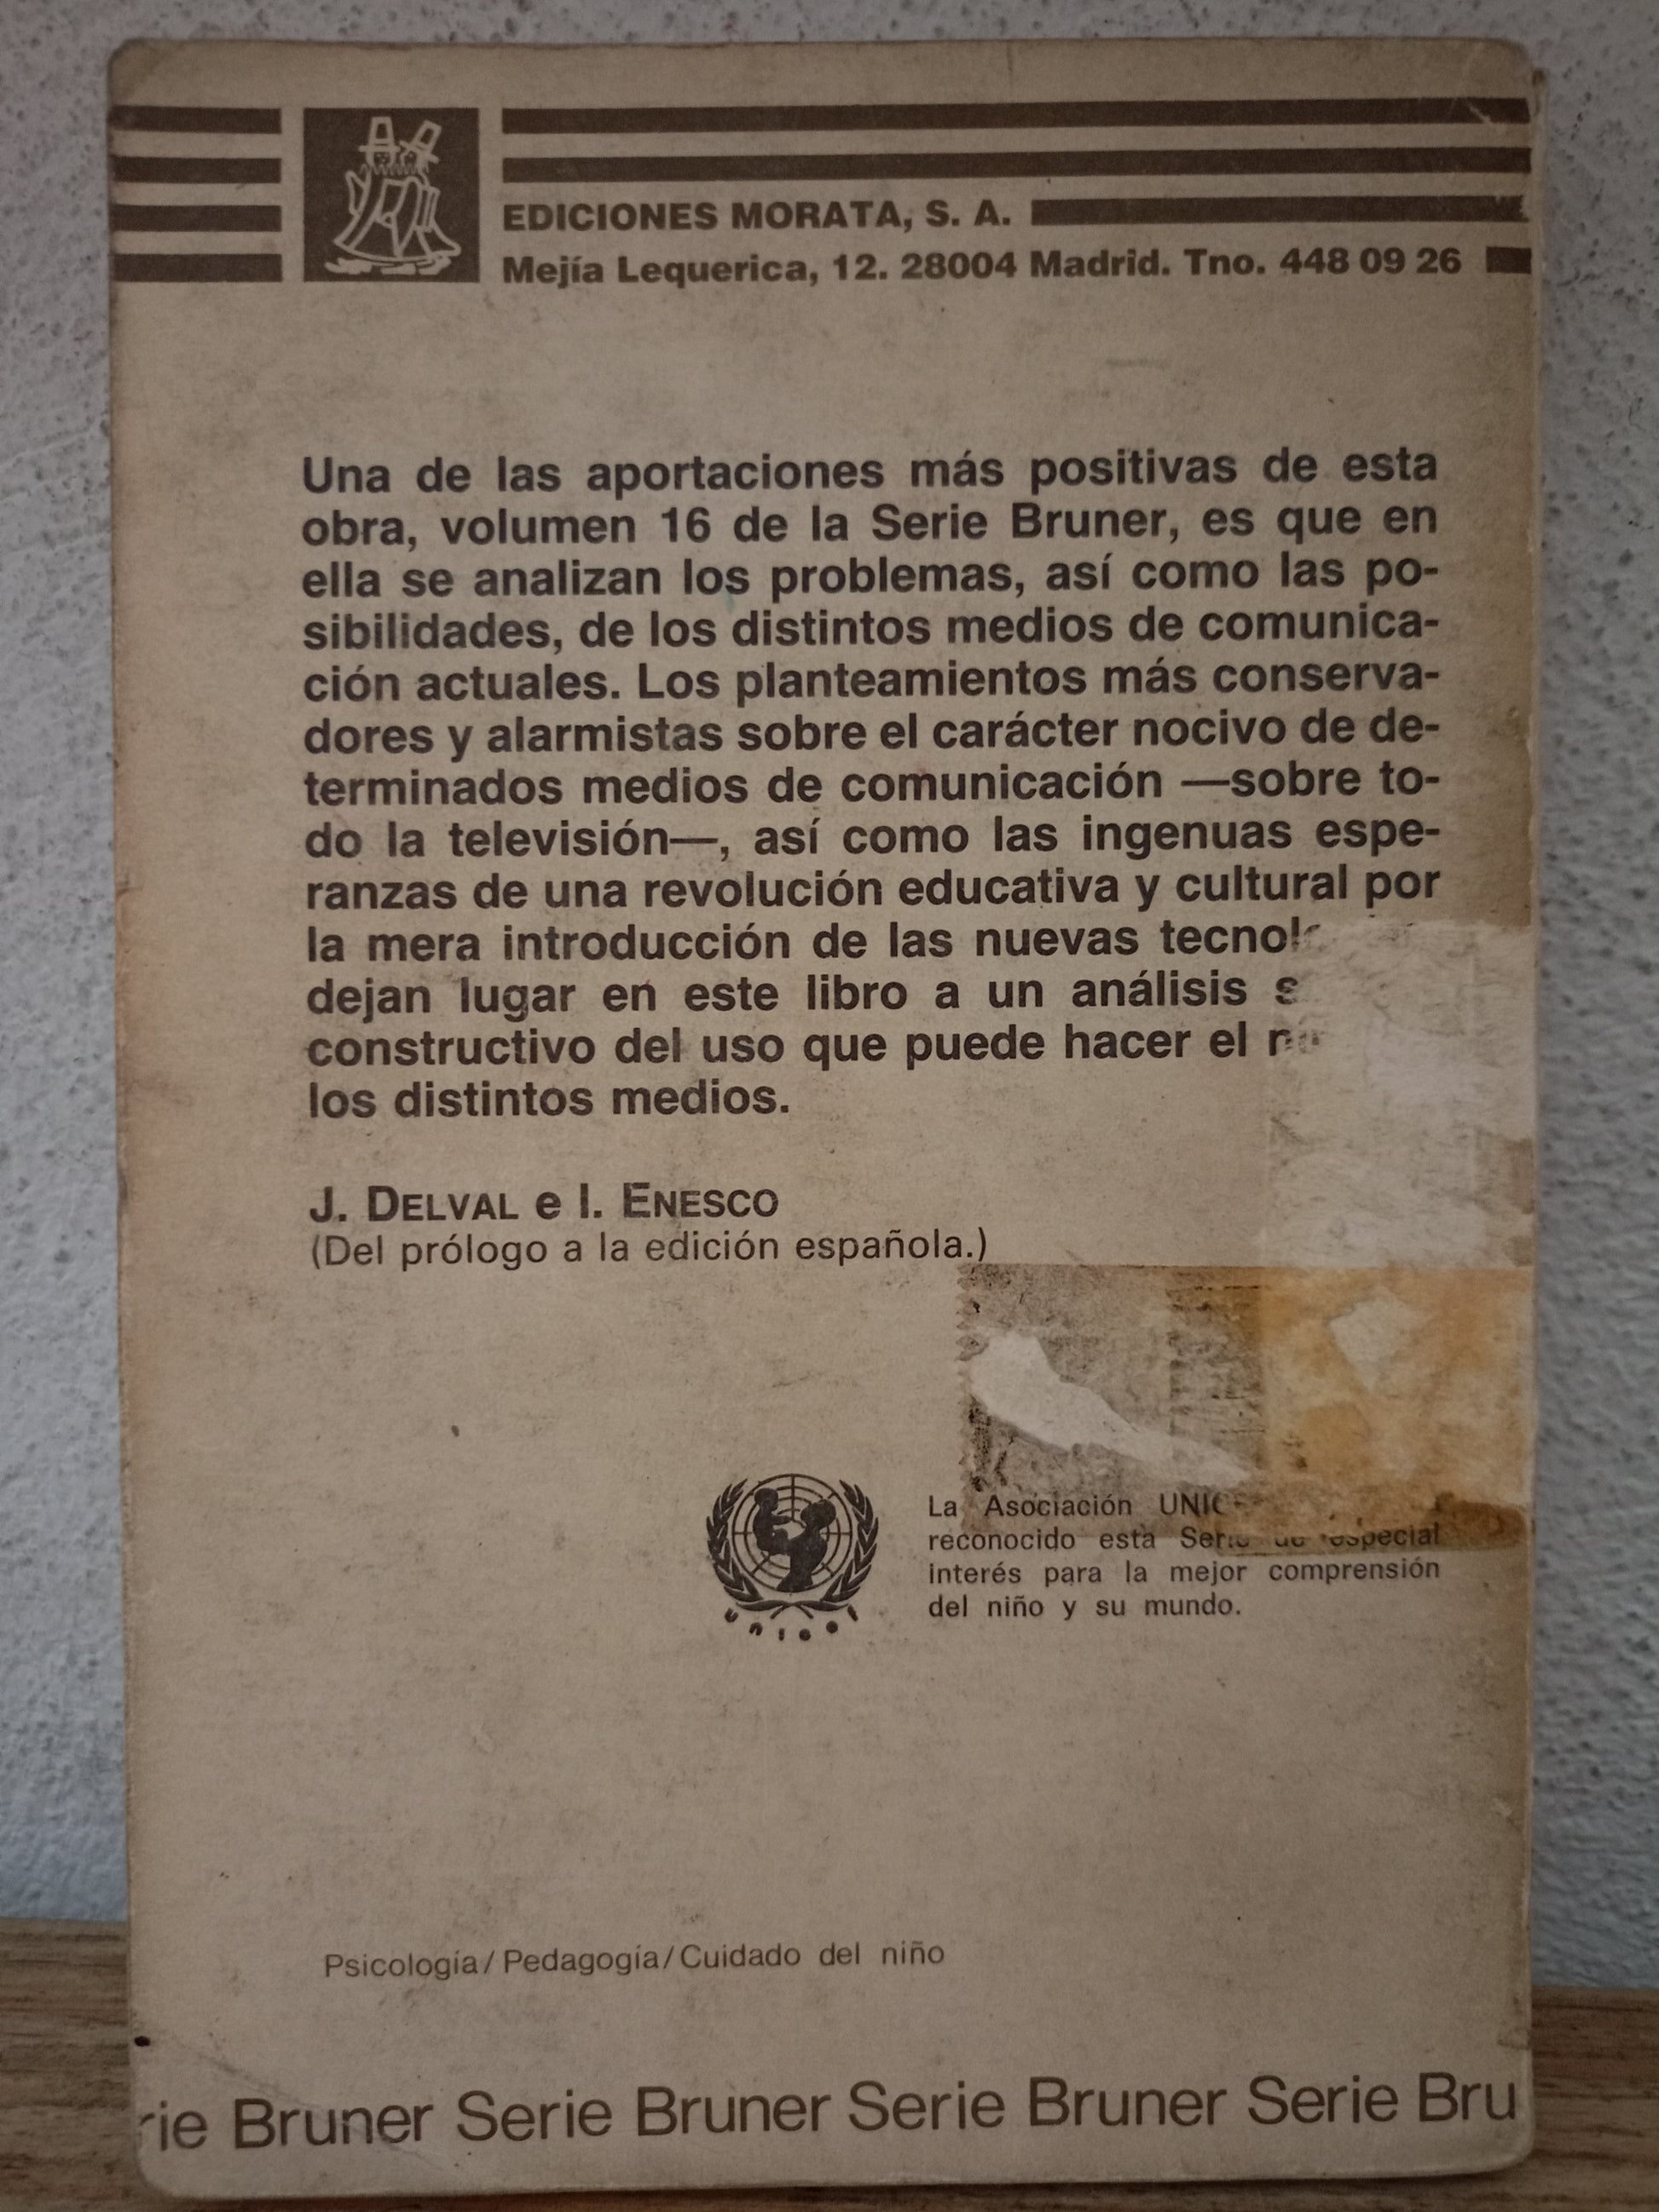 EDICIONES MORATA, S. A.
Mejía Lequerica, 12. 28004 Madrid. Tno. 448 09 26
Una de las aportaciones más positivas de esta
obra, volumen 16 de la Serie Bruner, es que en
ella se analizan los problemas, así como las po-
sibilidades, de los distintos medios de comunica-
ción actuales. Los planteamientos más conserva-
dores y alarmistas sobre el carácter nocivo de de-
terminados medios de comunicación —sobre to-
do la televisión—, así como las ingenuas espe-
ranzas de una revolución educativa y cultural por
la mera introducción de las nuevas
dejan lugar en este libro a un análisis
constructivo del uso que puede hacer el
los distintos medios.
J. DELVAL e I. ENESCO
(Del prólogo a la edición española.)
La Asociación
reconocido esta Serie de especial
interés para la mejor comprensión
del niño y su mundo.
Psicología/Pedagogía/Cuidado del niño
rie Bruner Serie Bruner Serie Bruner Serie Bru